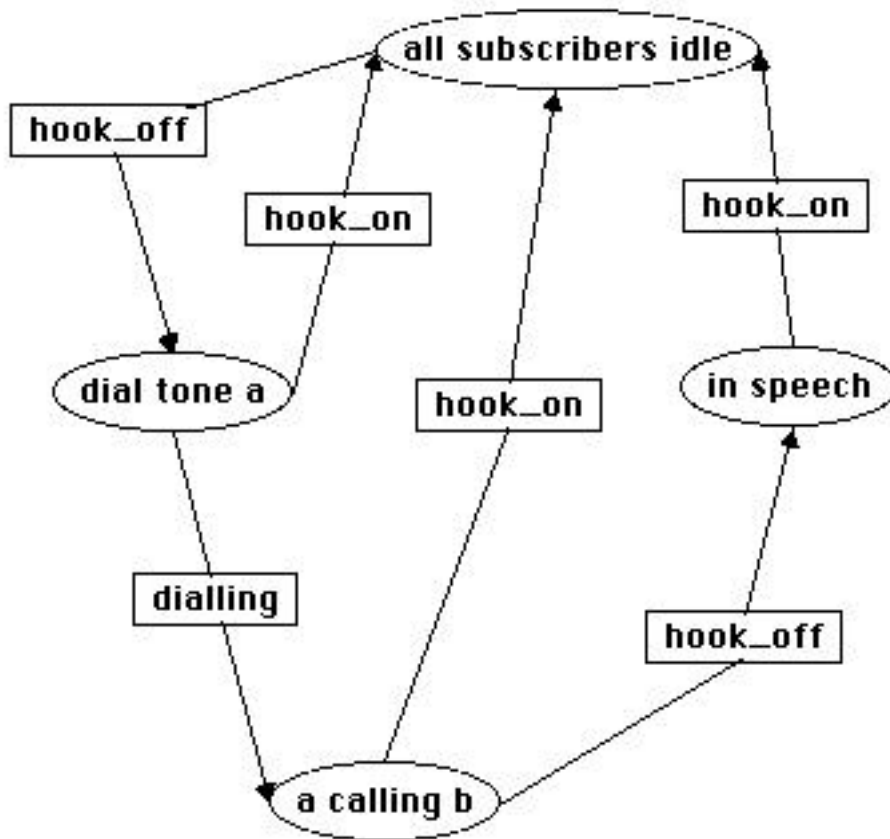 all subscribers idle
hook_off
hook_on
hook_on
dial tone a
hook_on
in speech
dialling
hook_off
a calling b